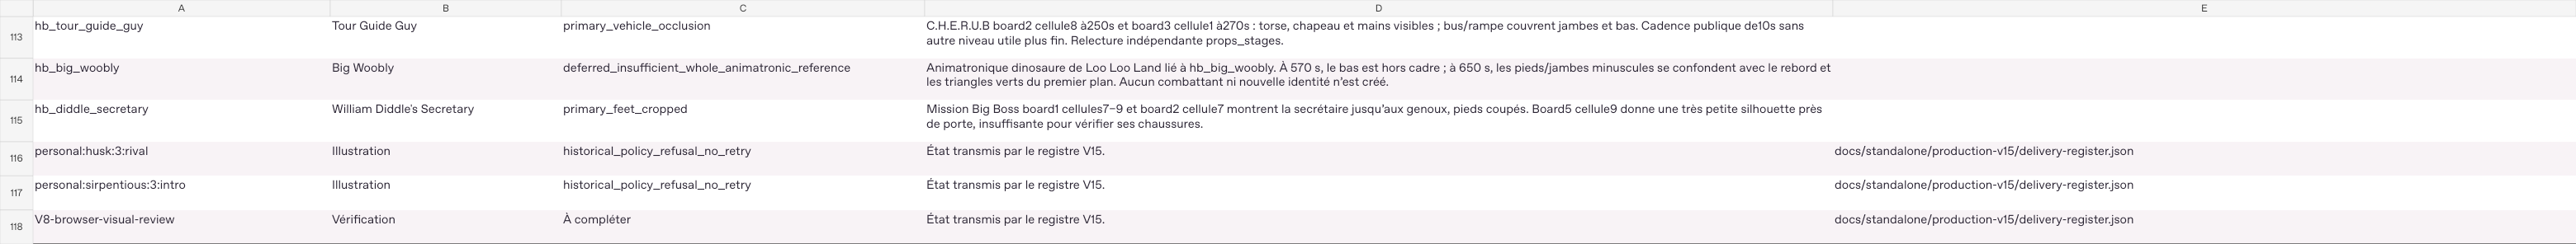 A B C D E
113 hb_tour_guide_guy Tour Guide Guy primary_vehicle_occlusion C.H.E.R.U.B board2 cellule8 à250s et board3 cellule1 à270s : torse, chapeau et mains visibles ; bus/rampe couvrent jambes et bas. Cadence publique de10s sans
autre niveau utile plus fin. Relecture indépendante props_stages.
114 hb_big_woobly Big Woobly deferred_insufficient_whole_animatronic_reference Animatronique dinosaure de Loo Loo Land lié à hb_big_woobly. À 570 s, le bas est hors cadre ; à 650 s, les pieds/jambes minuscules se confondent avec le rebord et
les triangles verts du premier plan. Aucun combattant ni nouvelle identité n’est créé.
115 hb_diddle_secretary William Diddle's Secretary primary_feet_cropped Mission Big Boss board1 cellules7–9 et board2 cellule7 montrent la secrétaire jusqu’aux genoux, pieds coupés. Board5 cellule9 donne une très petite silhouette près
de porte, insuffisante pour vérifier ses chaussures.
116 personal:husk:3:rival Illustration historical_policy_refusal_no_retry État transmis par le registre V15. docs/standalone/production-v15/delivery-register.json
117 personal:sirpentious:3:intro Illustration historical_policy_refusal_no_retry État transmis par le registre V15. docs/standalone/production-v15/delivery-register.json
118 V8-browser-visual-review Vérification À compléter État transmis par le registre V15. docs/standalone/production-v15/delivery-register.json